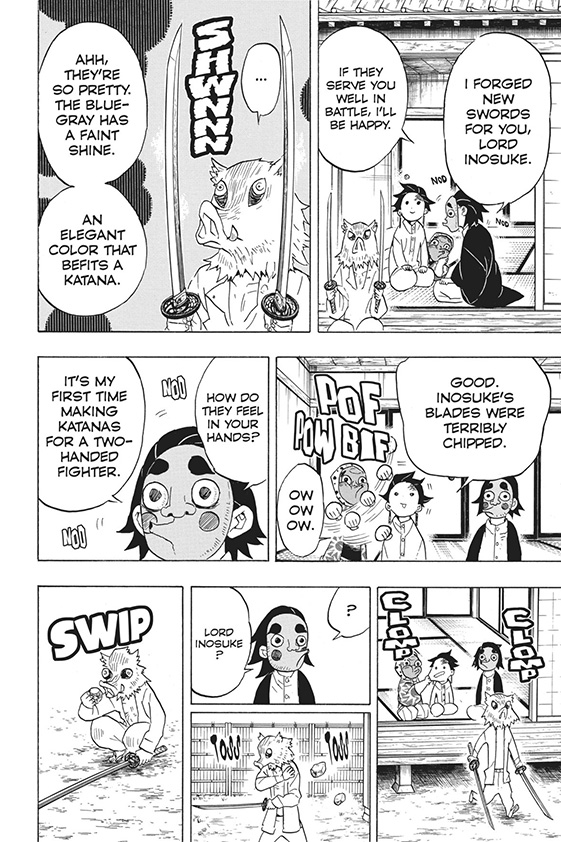 I FORGED
NEW
SWORDS
FOR YOU,
LORD
INOSUKE.
IF THEY
SERVE YOU
WELL IN
BATTLE, I'LL
BE HAPPY.
NOD
NOD
...
SHWNNN
AHH,
THEY'RE
SO PRETTY.
THE BLUE-
GRAY HAS
A FAINT
SHINE.
AN
ELEGANT
COLOR THAT
BEFITS A
KATANA.
GOOD.
INOSUKE'S
BLADES WERE
TERRIBLY
CHIPPED.
POF
POW BIF
OW
OW
OW.
HOW DO
THEY FEEL
IN YOUR
HANDS?
NOD
IT'S MY
FIRST TIME
MAKING
KATANAS
FOR A TWO-
HANDED
FIGHTER.
NOD
CLOMP
CLOMP
?
LORD
INOSUKE
?
TOSS
TOSS
SWIP